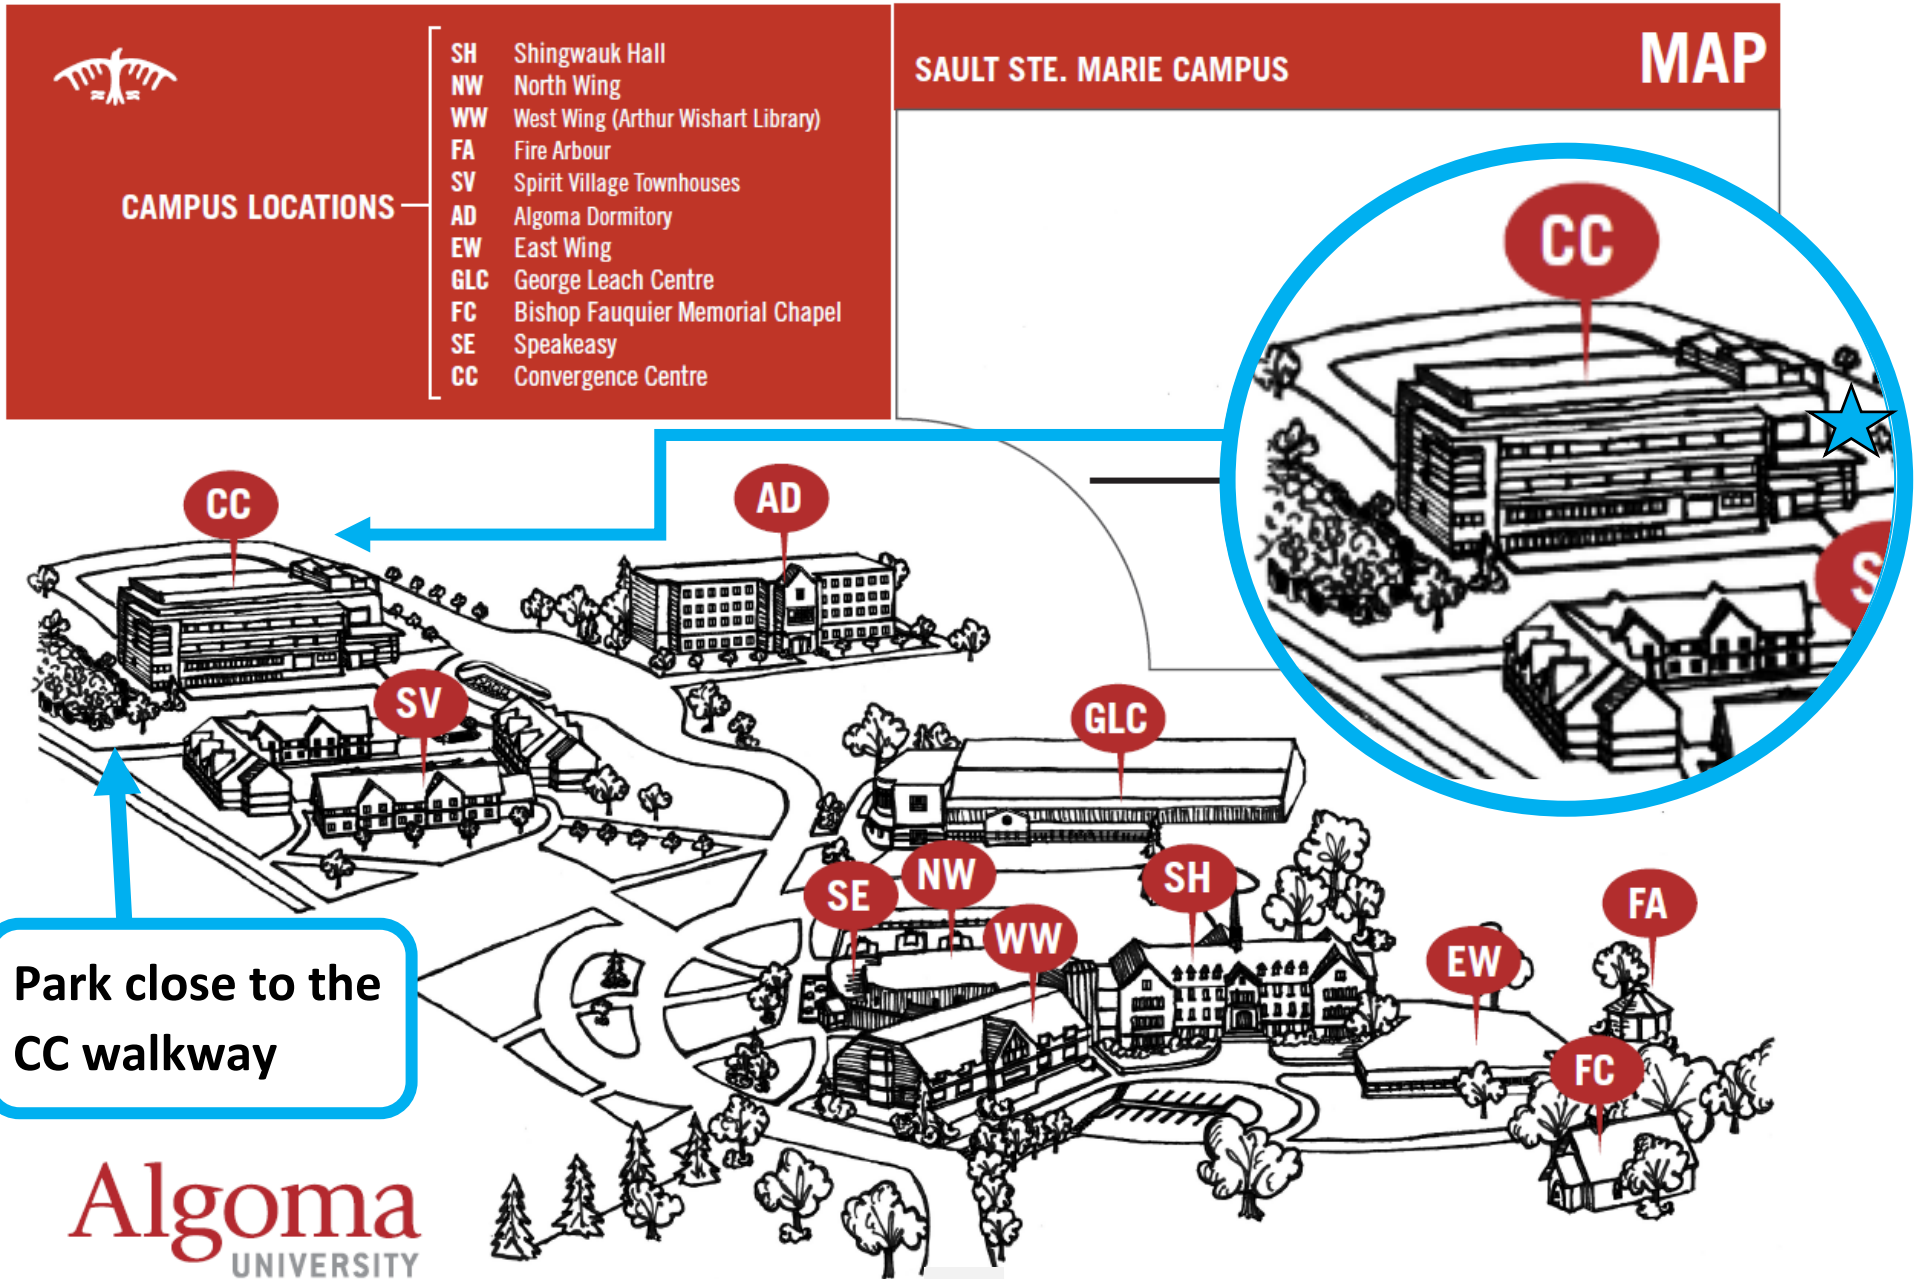 SH Shingwauk Hall
NW North Wing
WW West Wing (Arthur Wishart Library)
FA Fire Arbour
SV Spirit Village Townhouses
CAMPUS LOCATIONS
AD Algoma Dormitory
EW East Wing
GLC George Leach Centre
FC Bishop Fauquier Memorial Chapel
SE Speakeasy
CC Convergence Centre
SAULT STE. MARIE CAMPUS
MAP
CC
S
CC
AD
SV
GLC
SE
NW
WW
SH
EW
FA
FC
Park close to the
CC walkway
Algoma
UNIVERSITY